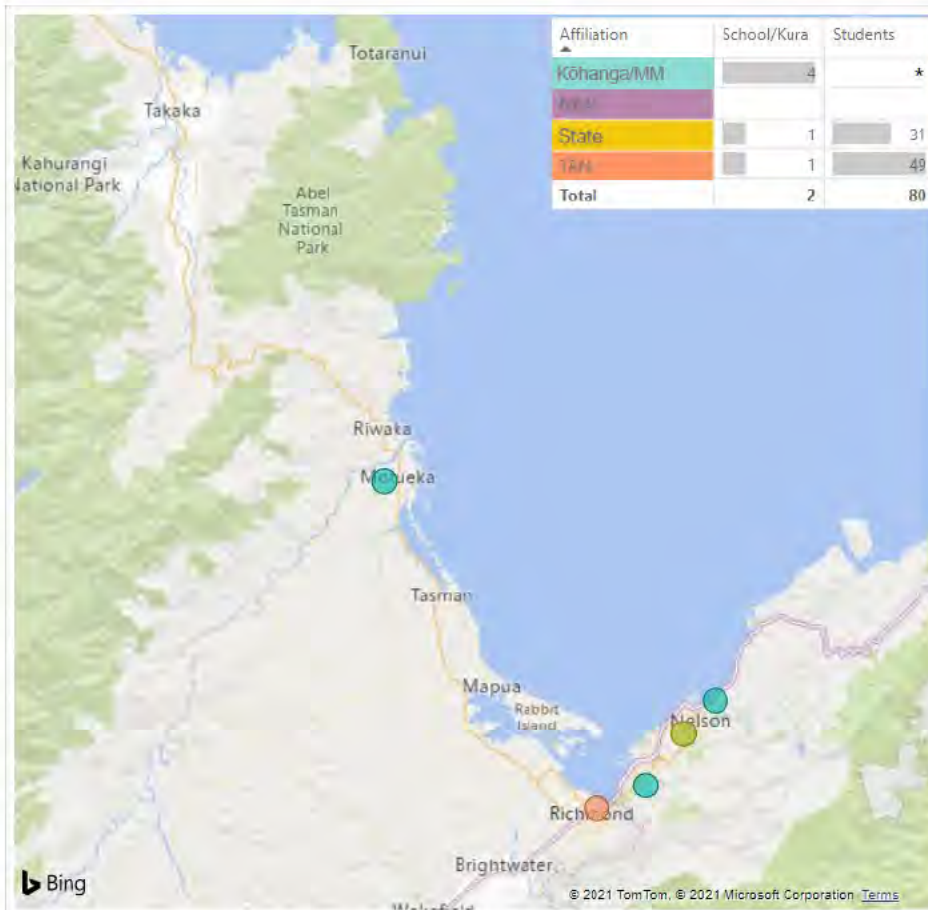 Affiliation School/Kura Students
Kōhanga/MM 4 *
State 1 31
TAN 1 49
Total 2 80
Totaranui
Takaka
Kahurangi
National Park
Abel
Tasman
National
Park
Riwaka
Motueka
Tasman
Mapua
Rabbit
Island
Nelson
Richmond
Brightwater
Wakefield
Bing
© 2021 TomTom, © 2021 Microsoft Corporation Terms